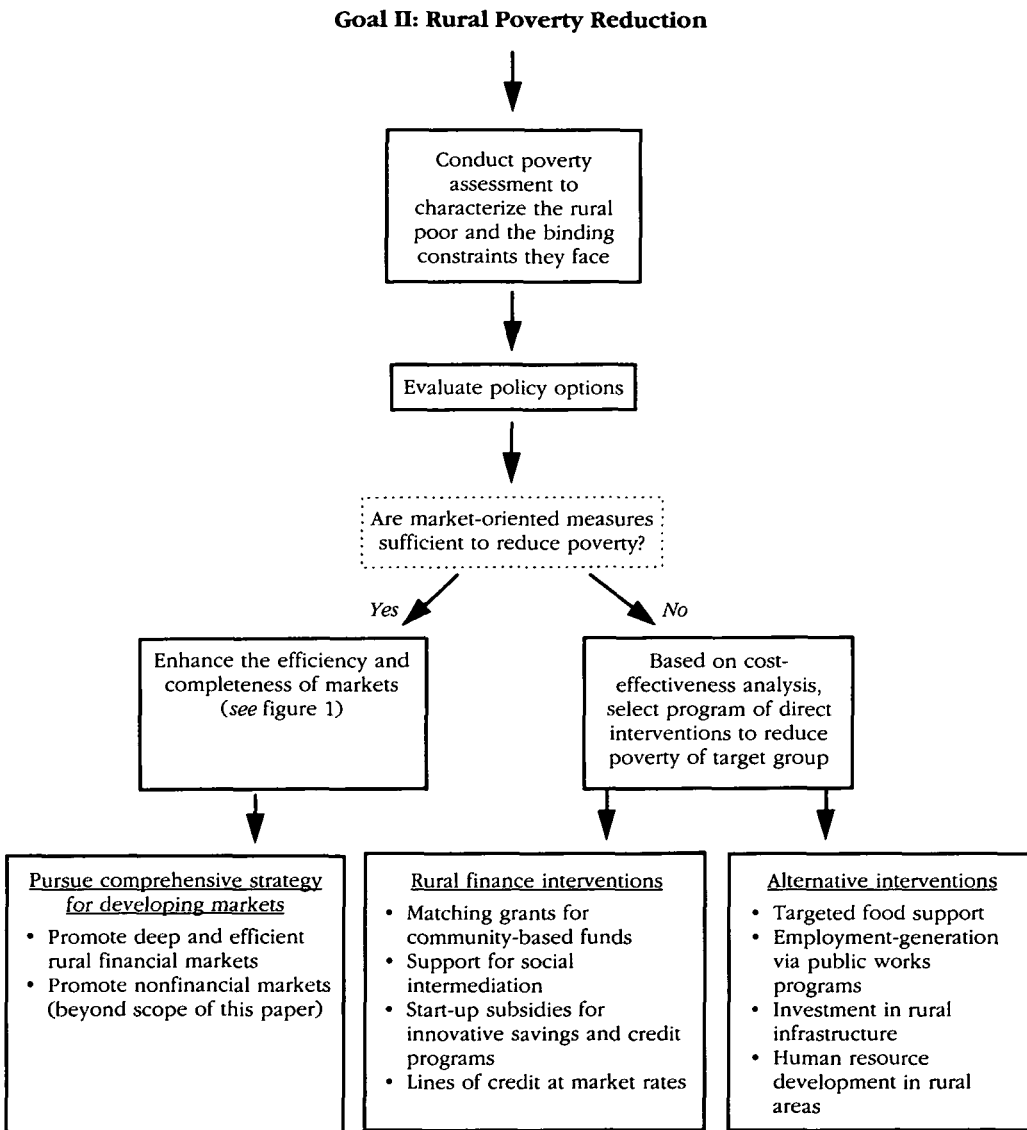 Goal II: Rural Poverty Reduction
Conduct poverty
assessment to
characterize the rural
poor and the binding
constraints they face
Evaluate policy options
Are market-oriented measures
sufficient to reduce poverty?
Yes
No
Enhance the efficiency and
completeness of markets
(see figure 1)
Based on cost-
effectiveness analysis,
select program of direct
interventions to reduce
poverty of target group
Pursue comprehensive strategy
for developing markets
• Promote deep and efficient
rural financial markets
• Promote nonfinancial markets
(beyond scope of this paper)
Rural finance interventions
• Matching grants for
community-based funds
• Support for social
intermediation
• Start-up subsidies for
innovative savings and credit
programs
• Lines of credit at market rates
Alternative interventions
• Targeted food support
• Employment-generation
via public works
programs
• Investment in rural
infrastructure
• Human resource
development in rural
areas